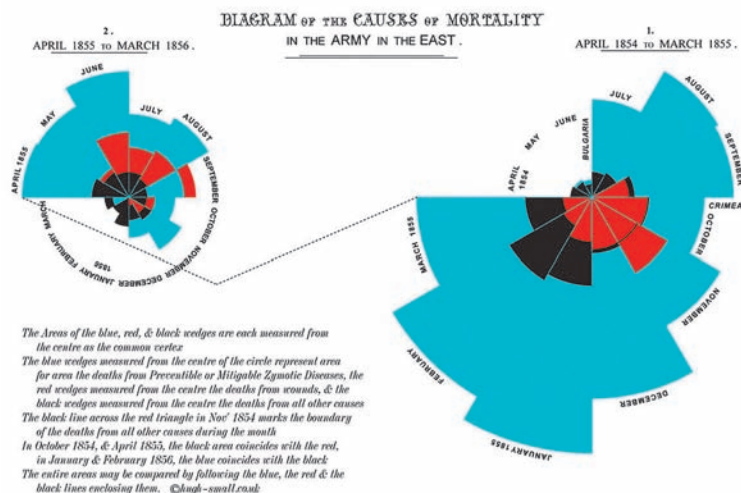 DIAGRAM OF THE CAUSES OF MORTALITY
IN THE ARMY IN THE EAST.
2.
APRIL 1855 TO MARCH 1856.
1.
APRIL 1854 TO MARCH 1855.
APRIL 1855
MAY
JUNE
JULY
AUGUST
SEPTEMBER
OCTOBER
NOVEMBER
DECEMBER
JANUARY
1856
FEBRUARY
MARCH
APRIL
1854
MAY
JUNE
BULGARIA
JULY
AUGUST
SEPTEMBER
CRIMEA
OCTOBER
NOVEMBER
DECEMBER
JANUARY 1855
FEBRUARY
MARCH 1855
The Areas of the blue, red, & black wedges are each measured from
the centre as the common vertex
The blue wedges measured from the centre of the circle represent area
for area the deaths from Preventible or Mitigable Zymotic Diseases, the
red wedges measured from the centre the deaths from wounds, & the
black wedges measured from the centre the deaths from all other causes
The black line across the red triangle in Nov' 1854 marks the boundary
of the deaths from all other causes during the month
In October 1854, & April 1855, the black area coincides with the red,
in January & February 1856, the blue coincides with the black
The entire areas may be compared by following the blue, the red & the
black lines enclosing them. ©hugh-small.co.uk